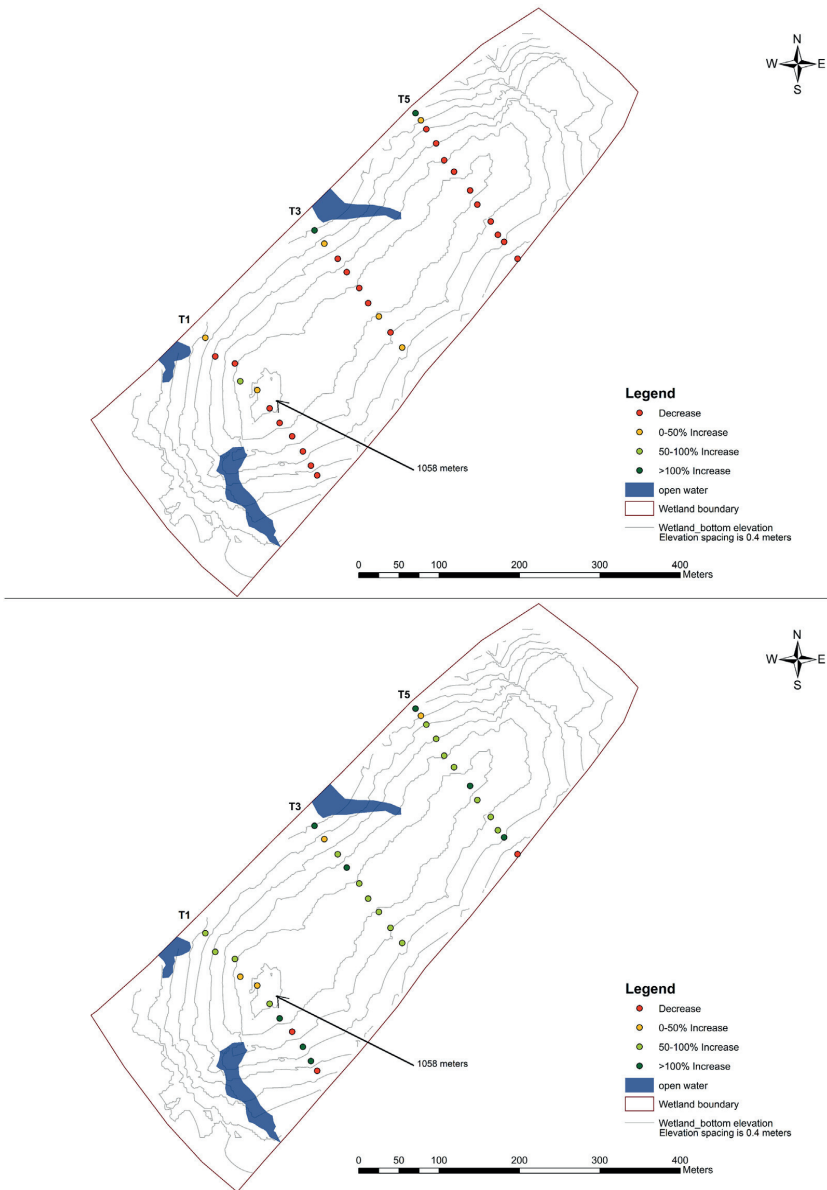 N
W E
S
T5
T3
T1
Legend
Decrease
0-50% Increase
50-100% Increase
>100% Increase
open water
Wetland boundary
Wetland_bottom elevation
Elevation spacing is 0.4 meters
1058 meters
0 50 100 200 300 400
Meters
N
W E
S
T5
T3
T1
Legend
Decrease
0-50% Increase
50-100% Increase
>100% Increase
open water
Wetland boundary
Wetland_bottom elevation
Elevation spacing is 0.4 meters
1058 meters
0 50 100 200 300 400
Meters